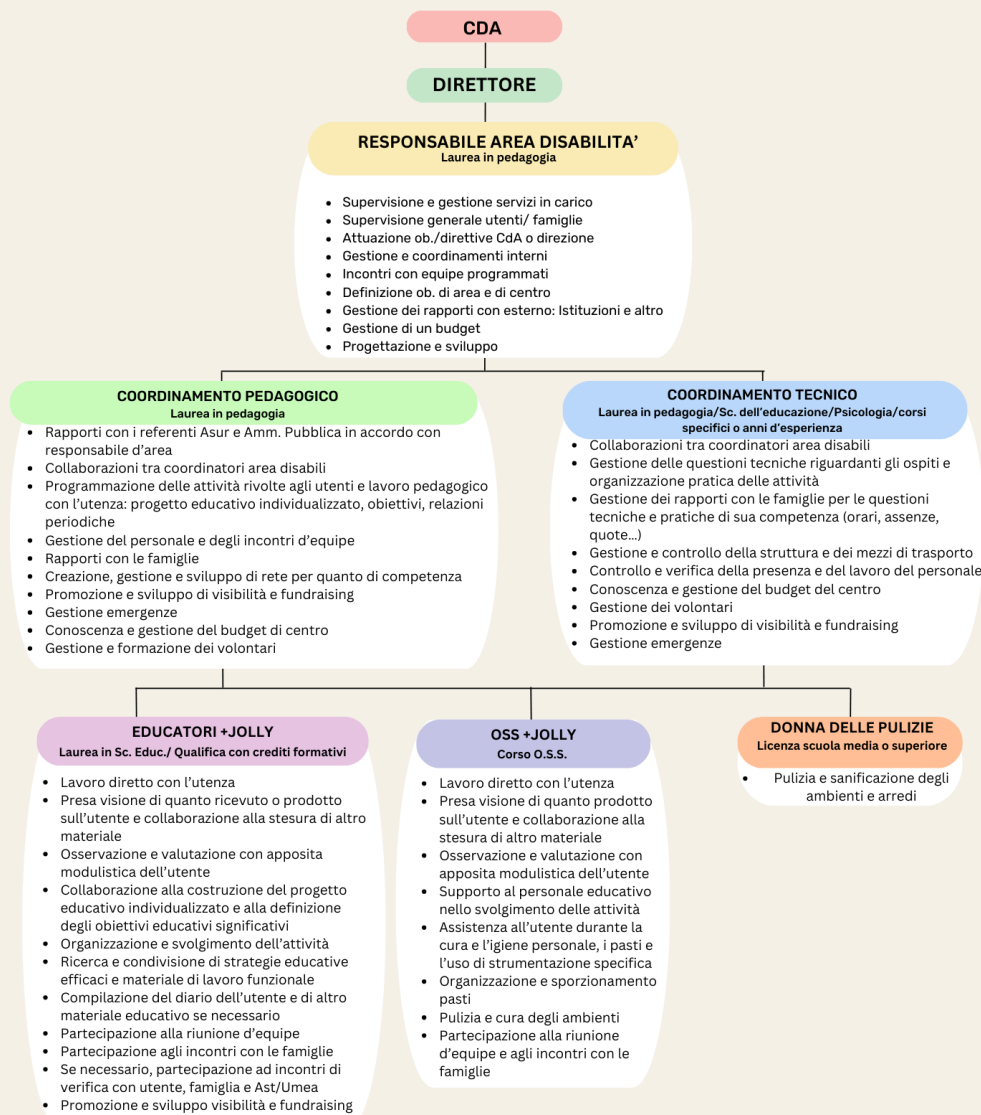 CDA
DIRETTORE
RESPONSABILE AREA DISABILITA’
Laurea in pedagogia
• Supervisione e gestione servizi in carico
• Supervisione generale utenti/ famiglie
• Attuazione ob./direttive CdA o direzione
• Gestione e coordinamenti interni
• Incontri con equipe programmati
• Definizione ob. di area e di centro
• Gestione dei rapporti con esterno: Istituzioni e altro
• Gestione di un budget
• Progettazione e sviluppo
COORDINAMENTO PEDAGOGICO
Laurea in pedagogia
• Rapporti con i referenti Asur e Amm. Pubblica in accordo con
responsabile d’area
• Collaborazioni tra coordinatori area disabili
• Programmazione delle attività rivolte agli utenti e lavoro pedagogico
con l’utenza: progetto educativo individualizzato, obiettivi, relazioni
periodiche
• Gestione del personale e degli incontri d’equipe
• Rapporti con le famiglie
• Creazione, gestione e sviluppo di rete per quanto di competenza
• Promozione e sviluppo di visibilità e fundraising
• Gestione emergenze
• Conoscenza e gestione del budget di centro
• Gestione e formazione dei volontari
COORDINAMENTO TECNICO
Laurea in pedagogia/Sc. dell’educazione/Psicologia/corsi
specifici o anni d’esperienza
• Collaborazioni tra coordinatori area disabili
• Gestione delle questioni tecniche riguardanti gli ospiti e
organizzazione pratica delle attività
• Gestione dei rapporti con le famiglie per le questioni
tecniche e pratiche di sua competenza (orari, assenze,
quote...)
• Gestione e controllo della struttura e dei mezzi di trasporto
• Controllo e verifica della presenza e del lavoro del personale
• Conoscenza e gestione del budget del centro
• Gestione dei volontari
• Promozione e sviluppo di visibilità e fundraising
• Gestione emergenze
EDUCATORI +JOLLY
Laurea in Sc. Educ./ Qualifica con crediti formativi
• Lavoro diretto con l’utenza
• Presa visione di quanto ricevuto o prodotto
sull’utente e collaborazione alla stesura di altro
materiale
• Osservazione e valutazione con apposita
modulistica dell’utente
• Collaborazione alla costruzione del progetto
educativo individualizzato e alla definizione
degli obiettivi educativi significativi
• Organizzazione e svolgimento dell’attività
• Ricerca e condivisione di strategie educative
efficaci e materiale di lavoro funzionale
• Compilazione del diario dell’utente e di altro
materiale educativo se necessario
• Partecipazione alla riunione d’equipe
• Partecipazione agli incontri con le famiglie
• Se necessario, partecipazione ad incontri di
verifica con utente, famiglia e Ast/Umea
• Promozione e sviluppo visibilità e fundraising
OSS +JOLLY
Corso O.S.S.
• Lavoro diretto con l’utenza
• Presa visione di quanto prodotto
sull’utente e collaborazione alla
stesura di altro materiale
• Osservazione e valutazione con
apposita modulistica dell’utente
• Supporto al personale educativo
nello svolgimento delle attività
• Assistenza all’utente durante la
cura e l’igiene personale, i pasti e
l’uso di strumentazione specifica
• Organizzazione e sporzionamento
pasti
• Pulizia e cura degli ambienti
• Partecipazione alla riunione
d’equipe e agli incontri con le
famiglie
DONNA DELLE PULIZIE
Licenza scuola media o superiore
• Pulizia e sanificazione degli
ambienti e arredi